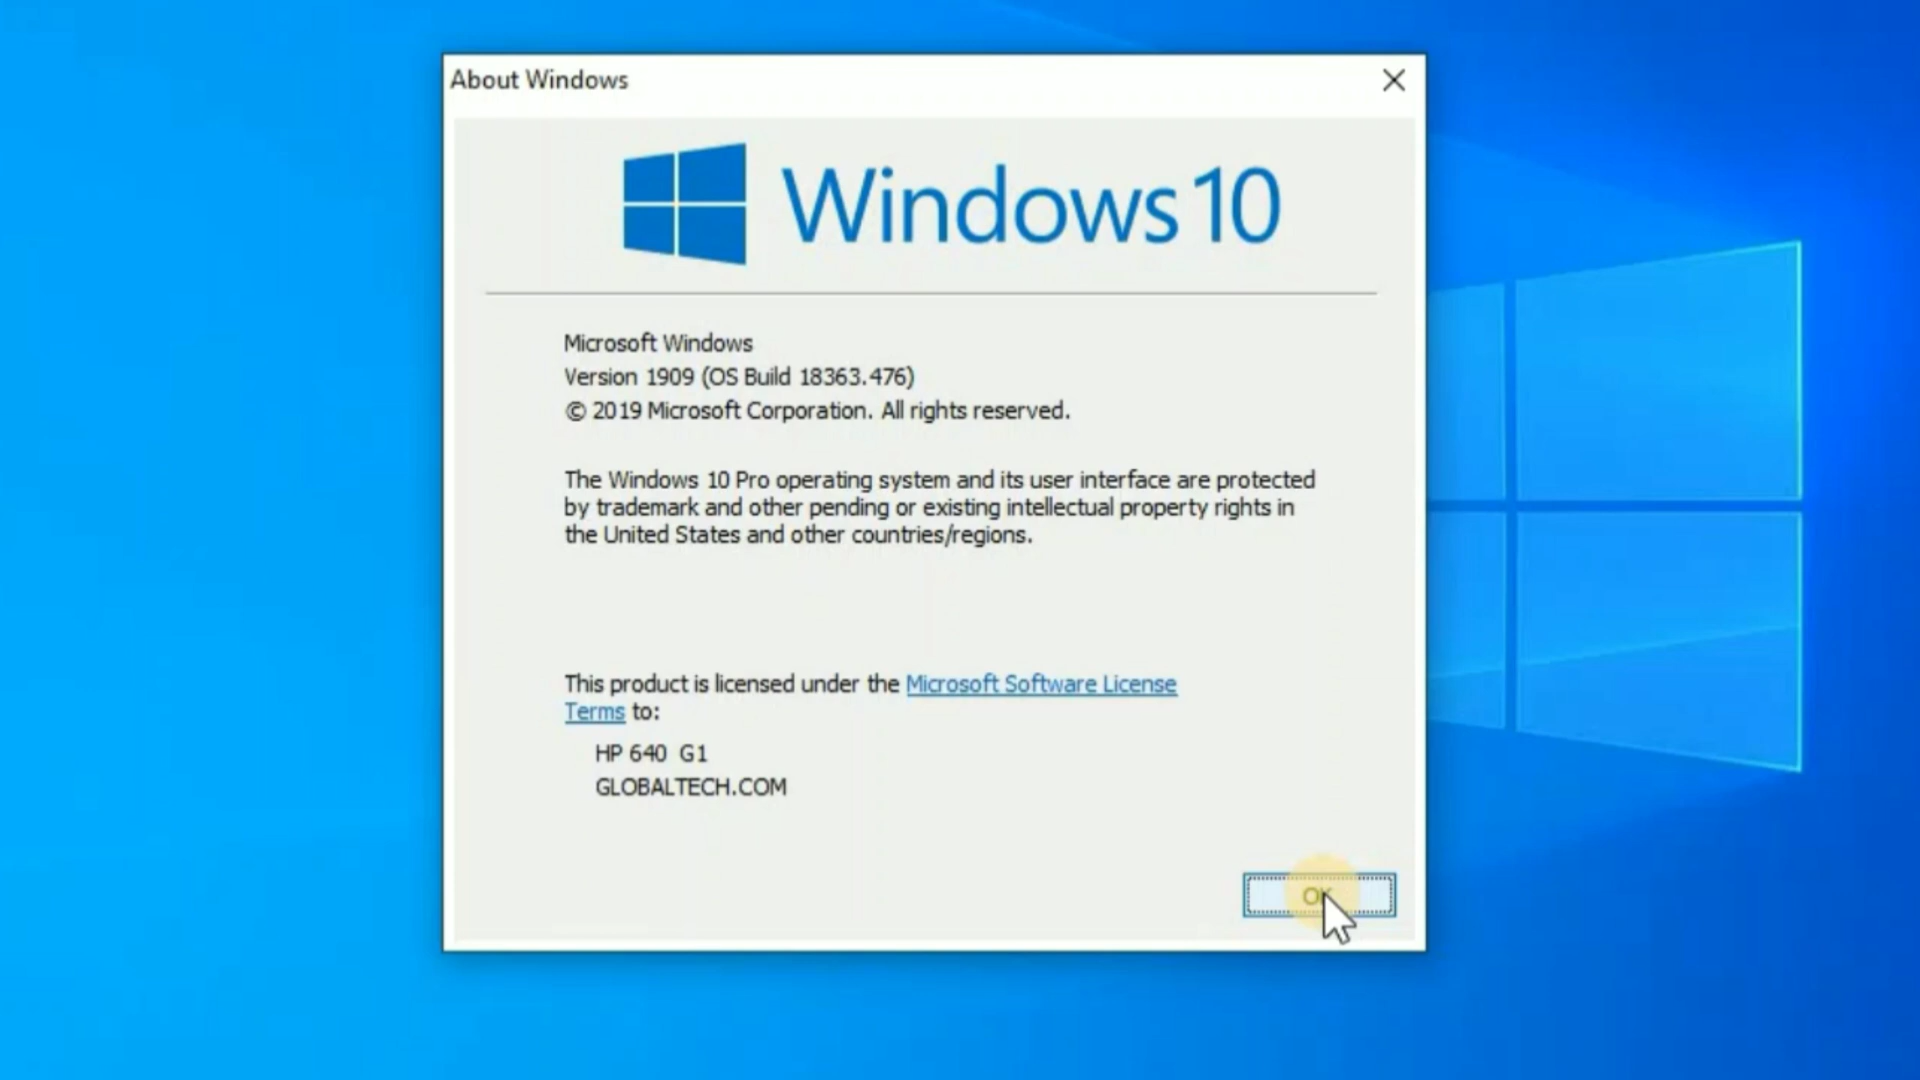 About Windows
Windows 10
Microsoft Windows
Version 1909 (OS Build 18363.476)
© 2019 Microsoft Corporation. All rights reserved.
The Windows 10 Pro operating system and its user interface are protected
by trademark and other pending or existing intellectual property rights in
the United States and other countries/regions.
This product is licensed under the Microsoft Software License
Terms to:
HP 640  G1
GLOBALTECH.COM
OK